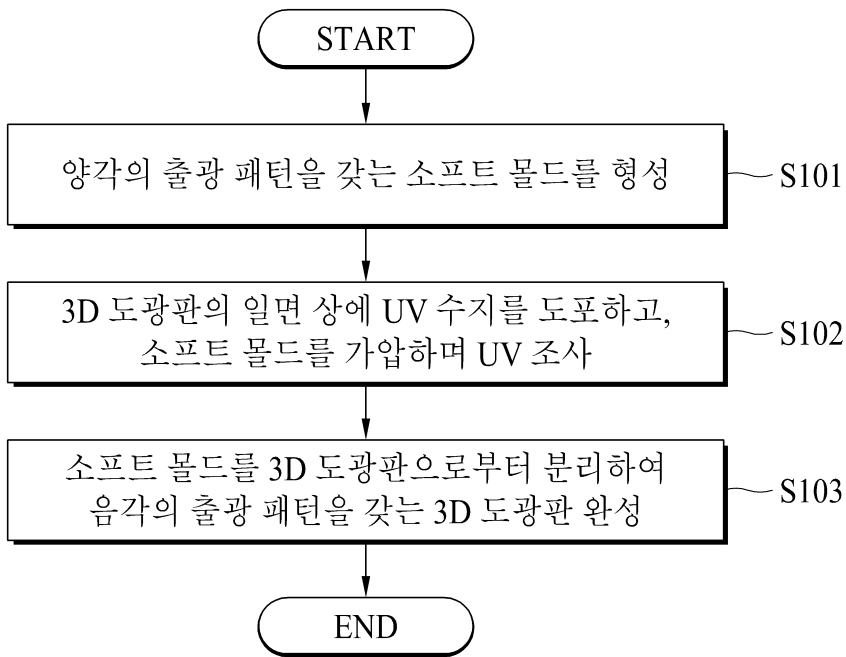 START
양각의 출광 패턴을 갖는 소프트 몰드를 형성
S101
3D 도광판의 일면 상에 UV 수지를 도포하고,
소프트 몰드를 가압하며 UV 조사
S102
소프트 몰드를 3D 도광판으로부터 분리하여
음각의 출광 패턴을 갖는 3D 도광판 완성
S103
END